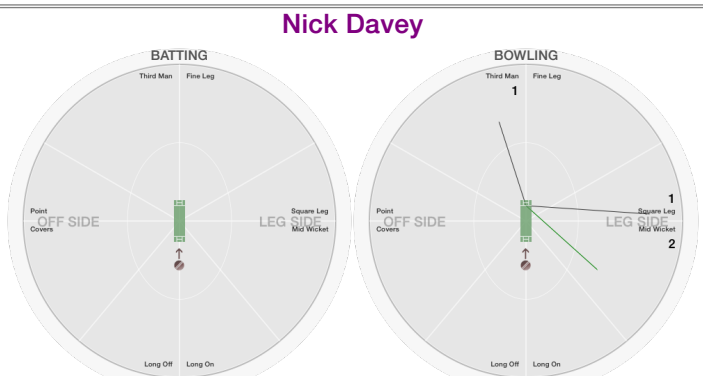 Nick Davey
BATTING
Third Man Fine Leg
Point
Covers
OFF SIDE
LEG SIDE
Square Leg
Mid Wicket
Long Off Long On
BOWLING
Third Man Fine Leg
1
Point
Covers
OFF SIDE
LEG SIDE
1
Square Leg
Mid Wicket
2
Long Off Long On